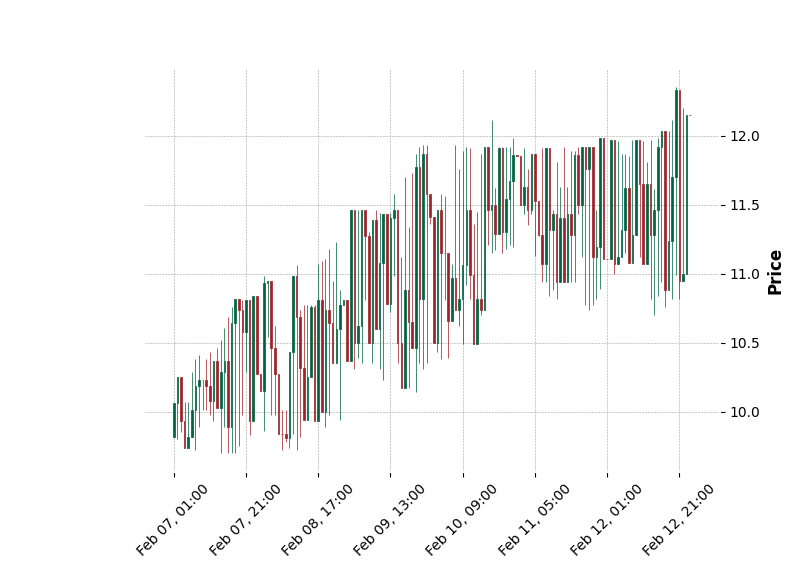 12.0
11.5
11.0
10.5
10.0
Price
Feb 07, 01:00
Feb 07, 21:00
Feb 08, 17:00
Feb 09, 13:00
Feb 10, 09:00
Feb 11, 05:00
Feb 12, 01:00
Feb 12, 21:00